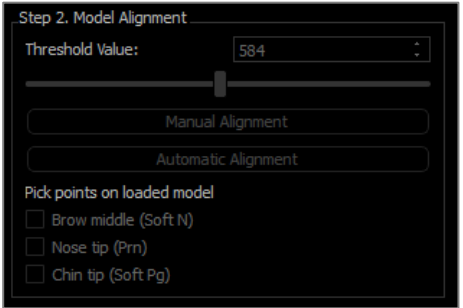 Step 2. Model Alignment
Threshold Value: 584
Manual Alignment
Automatic Alignment
Pick points on loaded model
Brow middle (Soft N)
Nose tip (Prn)
Chin tip (Soft Pg)